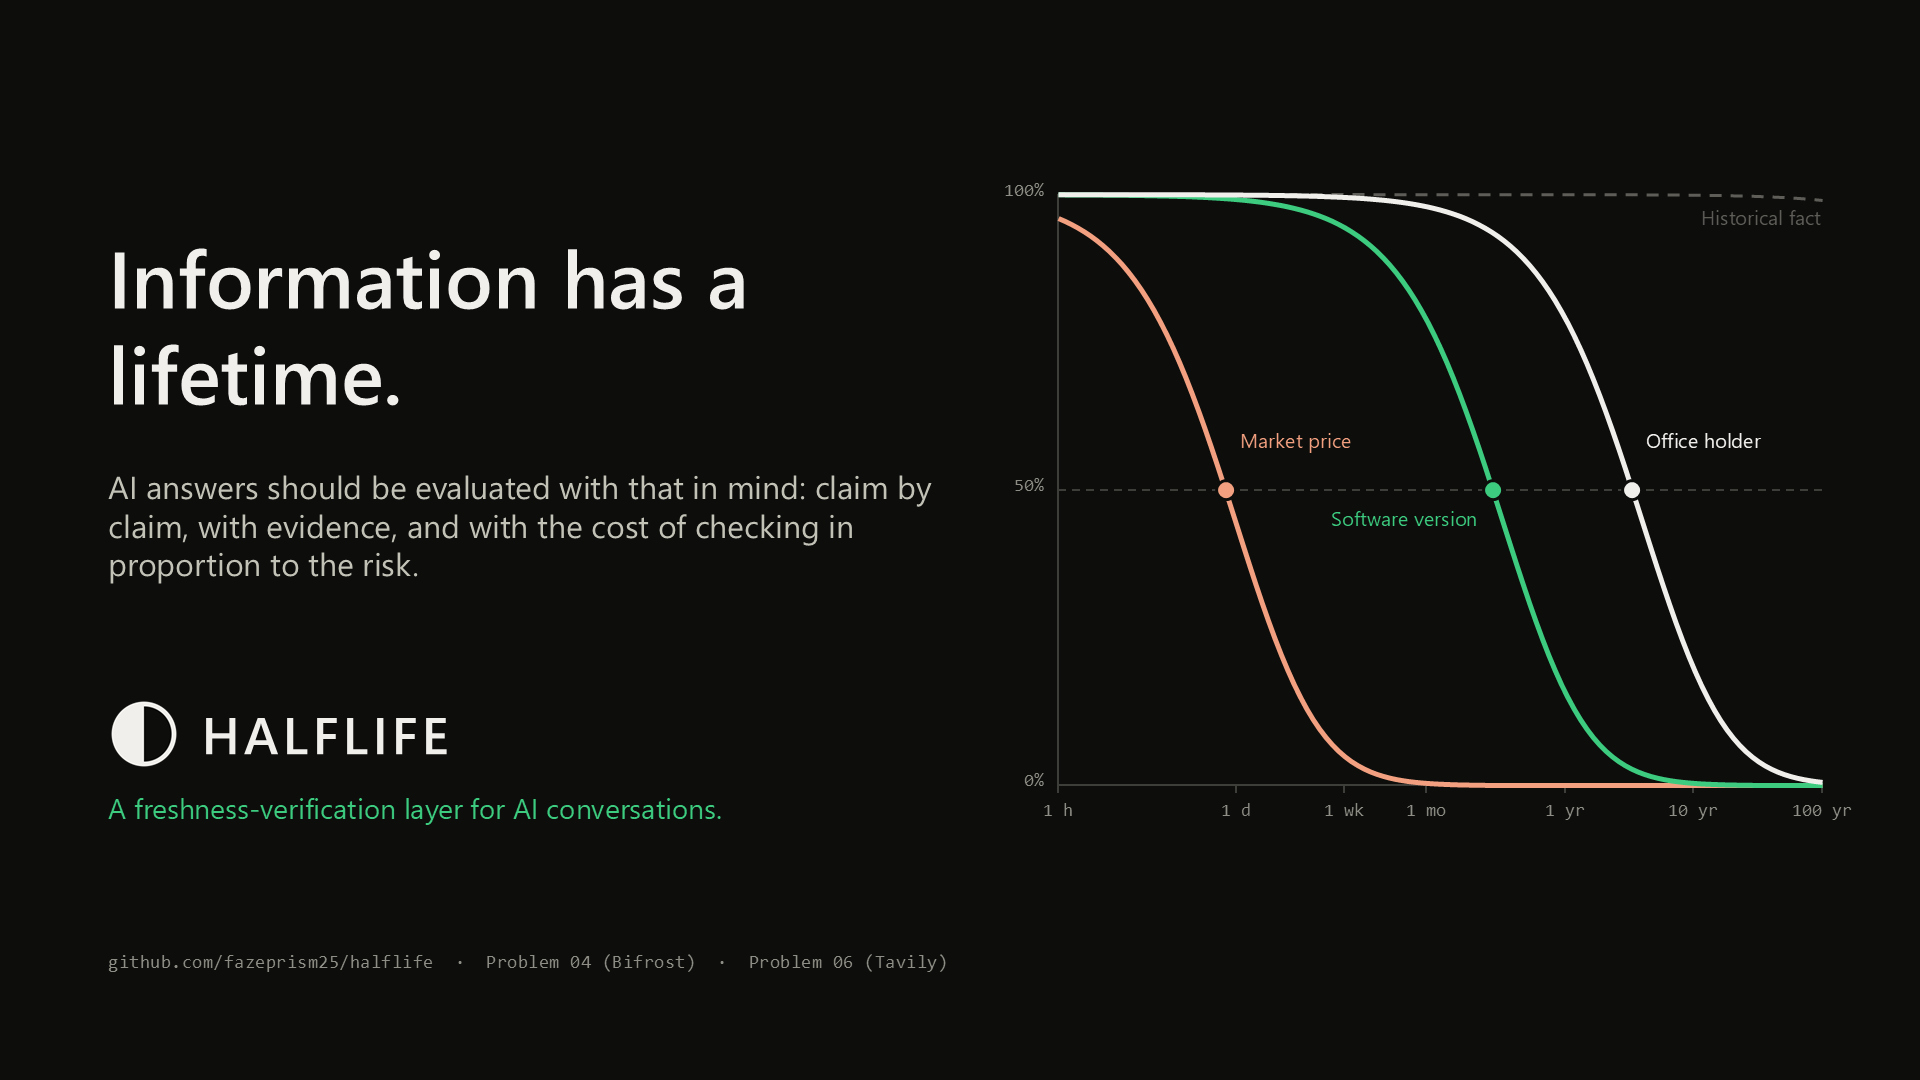 Information has a
lifetime.
AI answers should be evaluated with that in mind: claim by
claim, with evidence, and with the cost of checking in
proportion to the risk.
HALFLIFE
A freshness-verification layer for AI conversations.
github.com/fazeprism25/halflife · Problem 04 (Bifrost) · Problem 06 (Tavily)
100%
Historical fact
Market price
Office holder
50%
Software version
0%
1 h 1 d 1 wk 1 mo 1 yr 10 yr 100 yr